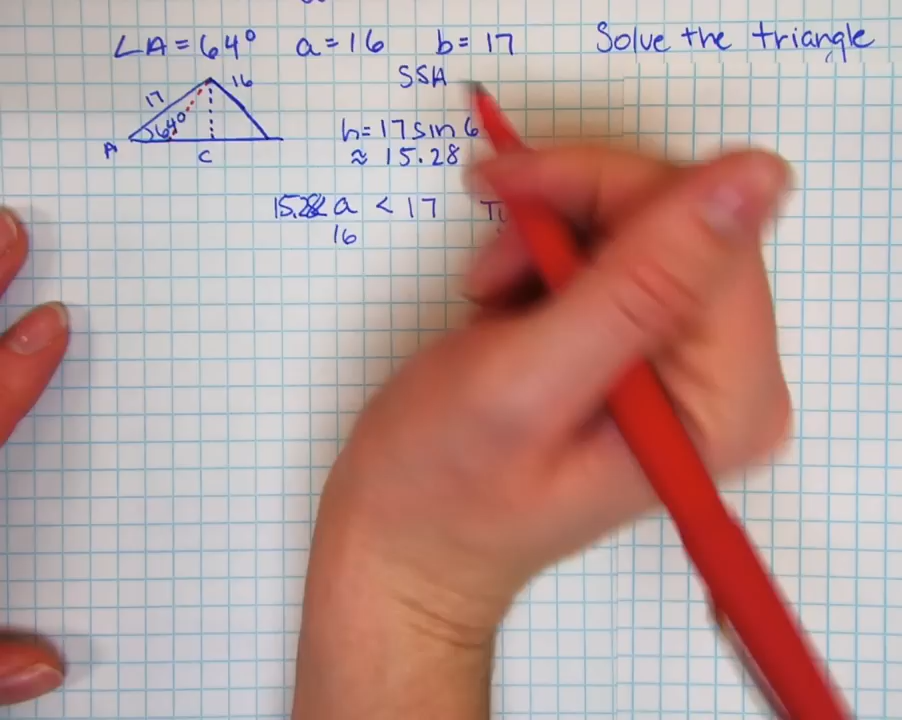 ∠A = 64° a = 16 b = 17 Solve the triangle
SSA
17 16
64°
A C
h = 17 sin 6
≈ 15.28
15.28 < a < 17
16